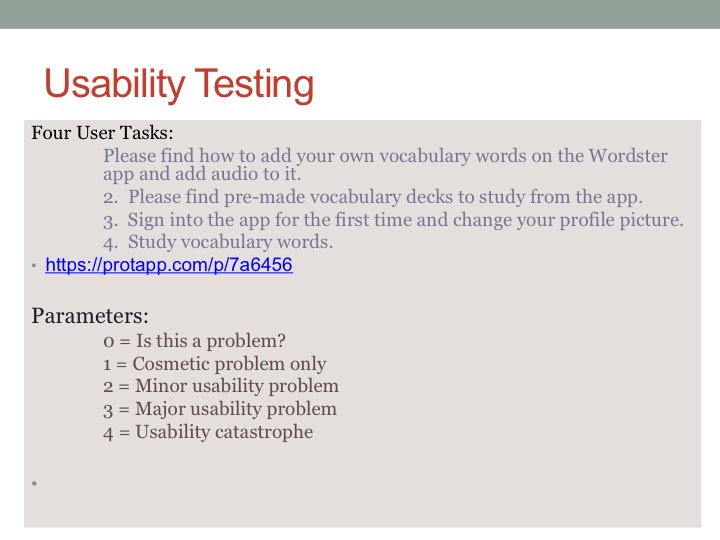 Usability Testing
Four User Tasks:
Please find how to add your own vocabulary words on the Wordster
app and add audio to it.
2. Please find pre-made vocabulary decks to study from the app.
3. Sign into the app for the first time and change your profile picture.
4. Study vocabulary words.
• https://protapp.com/p/7a6456
Parameters:
0 = Is this a problem?
1 = Cosmetic problem only
2 = Minor usability problem
3 = Major usability problem
4 = Usability catastrophe
•